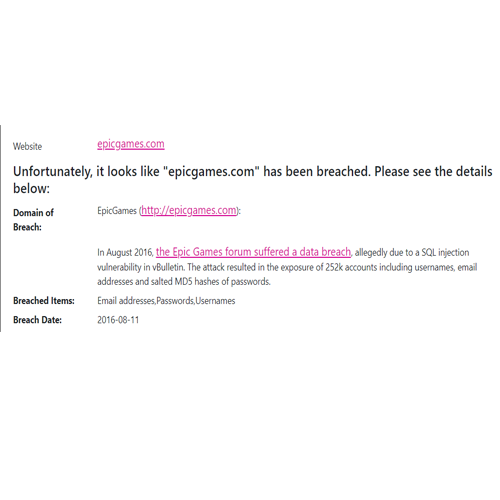 Website epicgames.com
Unfortunately, it looks like "epicgames.com" has been breached. Please see the details
below:
Domain of EpicGames (http://epicgames.com):
Breach:
In August 2016, the Epic Games forum suffered a data breach, allegedly due to a SQL injection
vulnerability in vBulletin. The attack resulted in the exposure of 252k accounts including usernames, email
addresses and salted MD5 hashes of passwords.
Breached Items: Email addresses,Passwords,Usernames
Breach Date: 2016-08-11